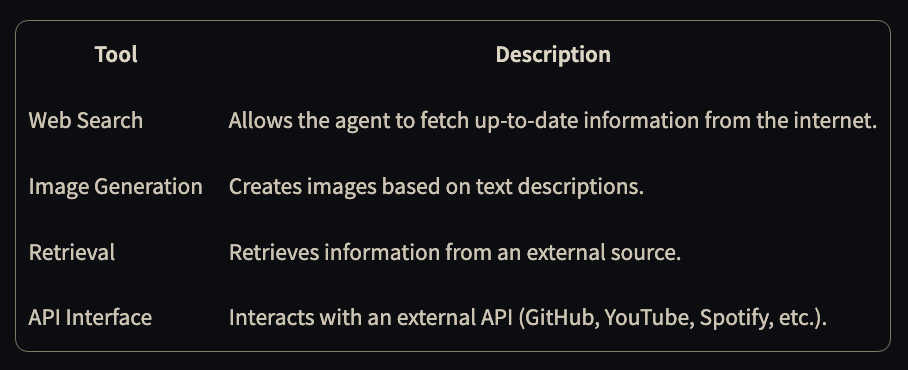 Tool Description
Web Search Allows the agent to fetch up-to-date information from the internet.
Image Generation Creates images based on text descriptions.
Retrieval Retrieves information from an external source.
API Interface Interacts with an external API (GitHub, YouTube, Spotify, etc.).